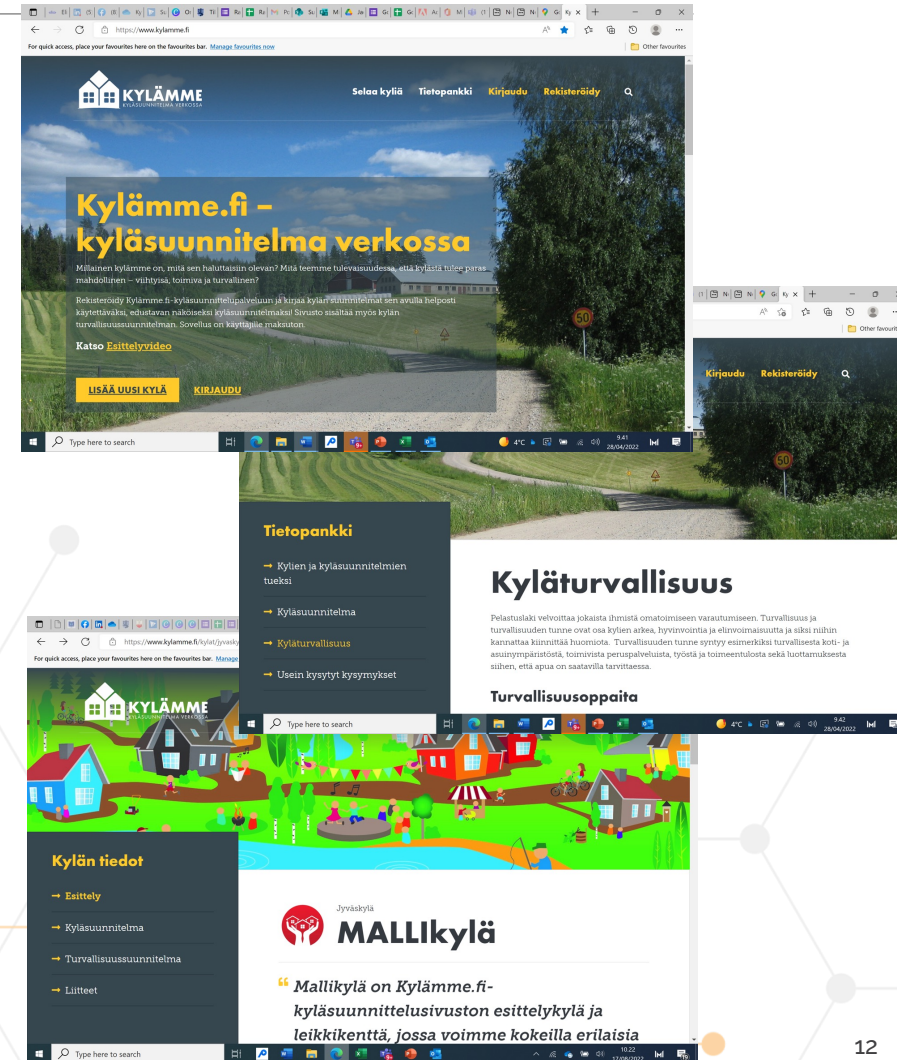 https://www.kylamme.fi
For quick access, place your favourites here on the favourites bar. Manage favourites now
Other favourites
KYLÄMME
KYLÄSUUNNITELMA VERKOSSA
Selaa kyliä Tietopankki Kirjaudu Rekisteröidy
Kylämme.fi –
kyläsuunnitelma verkossa
Millainen kylämme on, mitä sen haluttaisiin olevan? Mitä teemme tulevaisuudessa, että kylästä tulee paras
mahdollinen – viihtyisä, toimiva ja turvallinen?
Rekisteröidy Kylämme.fi-kyläsuunnittelupalveluun ja kirjaa kylän suunnitelmat sen avulla helposti
käytettäväksi, edustavan näköiseksi kyläsuunnitelmaksi! Sivusto sisältää myös kylän
turvallisuussuunnitelman. Sovellus on käyttäjille maksuton.
Katso Esittelyvideo
LISÄÄ UUSI KYLÄ KIRJAUDU
50
Type here to search
4°C
9.41
28/04/2022
Kirjaudu Rekisteröidy
50
Tietopankki
→ Kylien ja kyläsuunnitelmien
tueksi
→ Kyläsuunnitelma
→ Kyläturvallisuus
→ Usein kysytyt kysymykset
Kyläturvallisuus
Pelastuslaki velvoittaa jokaista ihmistä omatoimiseen varautumiseen. Turvallisuus ja
turvallisuuden tunne ovat osa kylien arkea, hyvinvointia ja elinvoimaisuutta ja siksi niihin
kannattaa kiinnittää huomiota. Turvallisuuden tunne syntyy esimerkiksi turvallisesta koti- ja
asuinympäristöstä, toimivista peruspalveluista, työstä ja toimeentulosta sekä luottamuksesta
siihen, että apua on saatavilla tarvittaessa.
Turvallisuusoppaita
Type here to search
4°C
9.42
28/04/2022
https://www.kylamme.fi/kylat/jyvasky
For quick access, place your favourites here on the favourites bar. Manage
KYLÄMME
KYLÄSUUNNITELMA VERKOSSA
Kylän tiedot
→ Esittely
→ Kyläsuunnitelma
→ Turvallisuussuunnitelma
→ Liitteet
Jyväskylä
MALLIkylä
“ Mallikylä on Kylämme.fi-
kyläsuunnittelusivuston esittelykylä ja
leikkikenttä, jossa voimme kokeilla erilaisia
Type here to search
10.22
17/08/2022
12